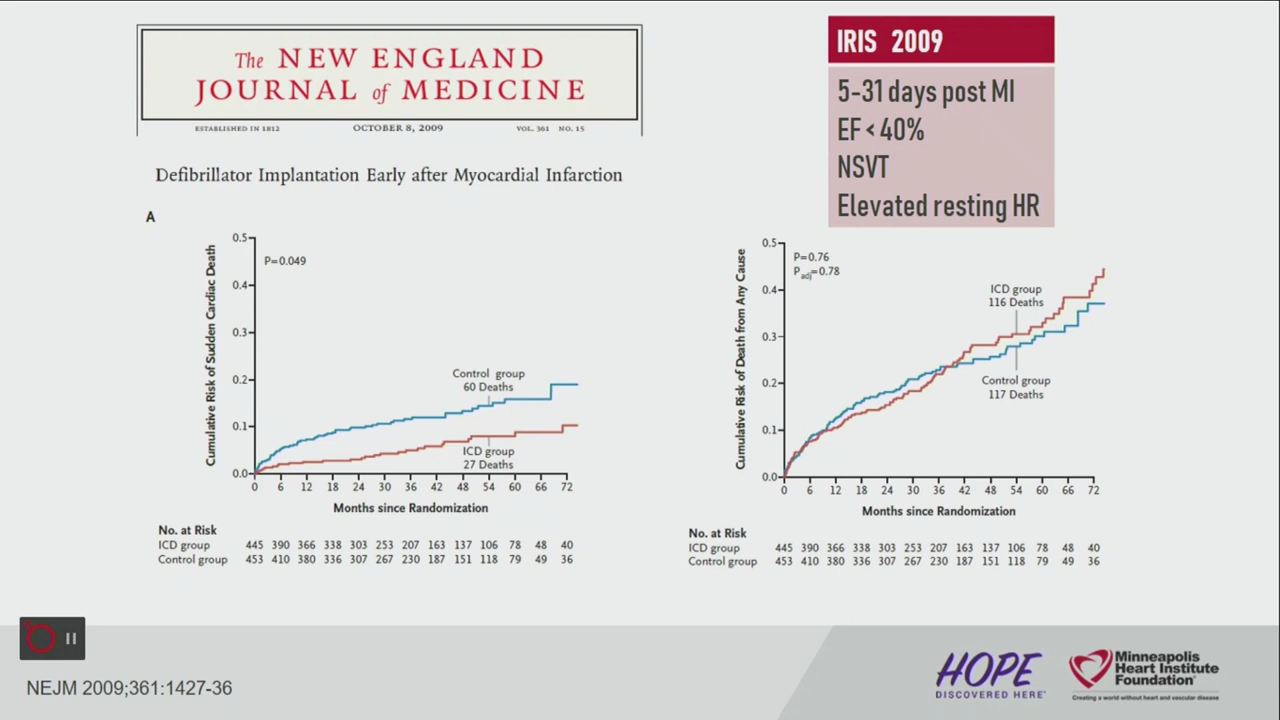 The NEW ENGLAND
JOURNAL of MEDICINE
ESTABLISHED IN 1812 OCTOBER 8, 2009 VOL. 361 NO. 15
Defibrillator Implantation Early after Myocardial Infarction
IRIS 2009
5-31 days post MI
EF < 40%
NSVT
Elevated resting HR
A
Cumulative Risk of Sudden Cardiac Death
0.5
0.4
0.3
0.2
0.1
0.0
P=0.049
Control group
60 Deaths
ICD group
27 Deaths
0 6 12 18 24 30 36 42 48 54 60 66 72
Months since Randomization
No. at Risk
ICD group 445 390 366 338 303 253 207 163 137 106 78 48 40
Control group 453 410 380 336 307 267 230 187 151 118 79 49 36
Cumulative Risk of Death from Any Cause
0.5
0.4
0.3
0.2
0.1
0.0
P=0.76
Padj=0.78
ICD group
116 Deaths
Control group
117 Deaths
0 6 12 18 24 30 36 42 48 54 60 66 72
Months since Randomization
No. at Risk
ICD group 445 390 366 338 303 253 207 163 137 106 78 48 40
Control group 453 410 380 336 307 267 230 187 151 118 79 49 36
NEJM 2009;361:1427-36
HOPE
DISCOVERED HERE
Minneapolis
Heart Institute
Foundation
Creating a world without heart and vascular disease